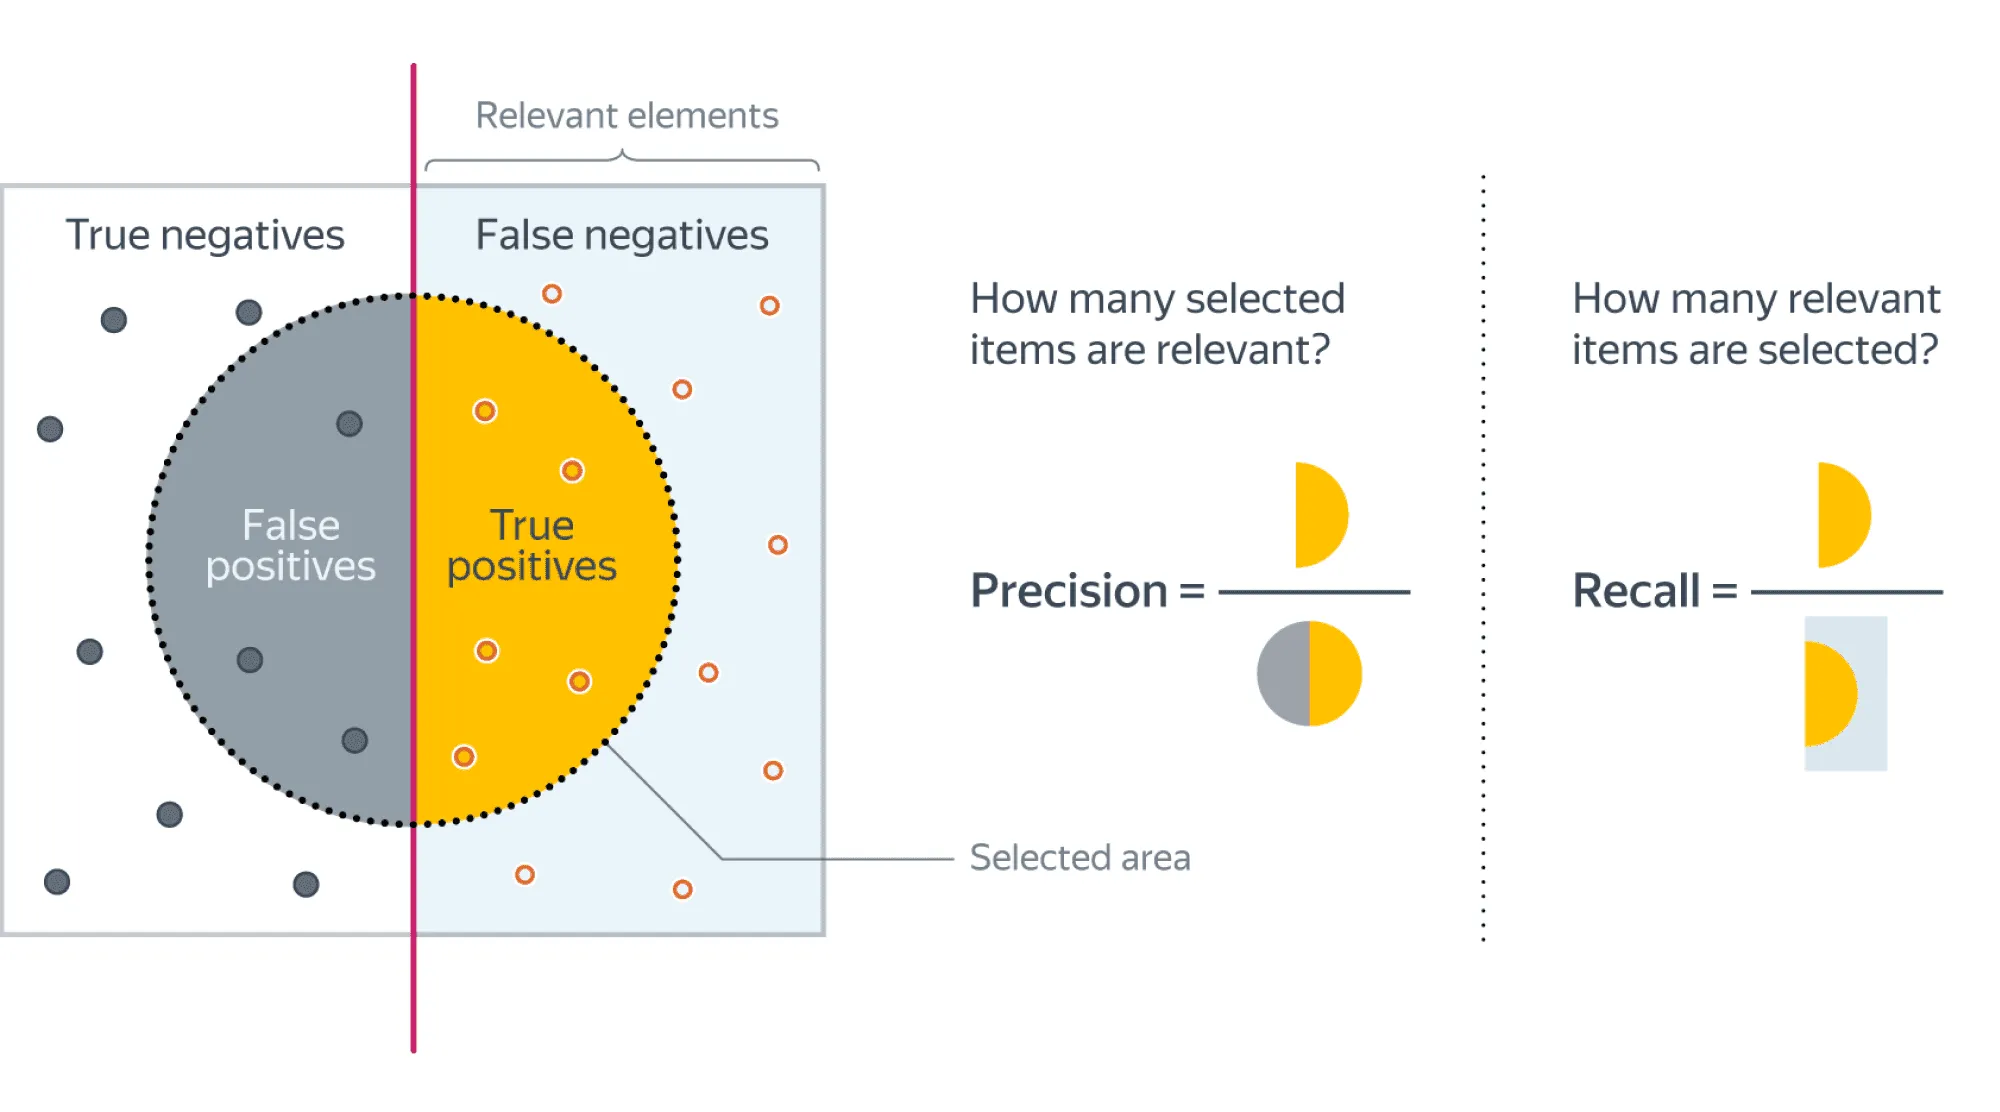 Relevant elements
True negatives
False negatives
False
positives
True
positives
Selected area
How many selected
items are relevant?
Precision =
How many relevant
items are selected?
Recall =